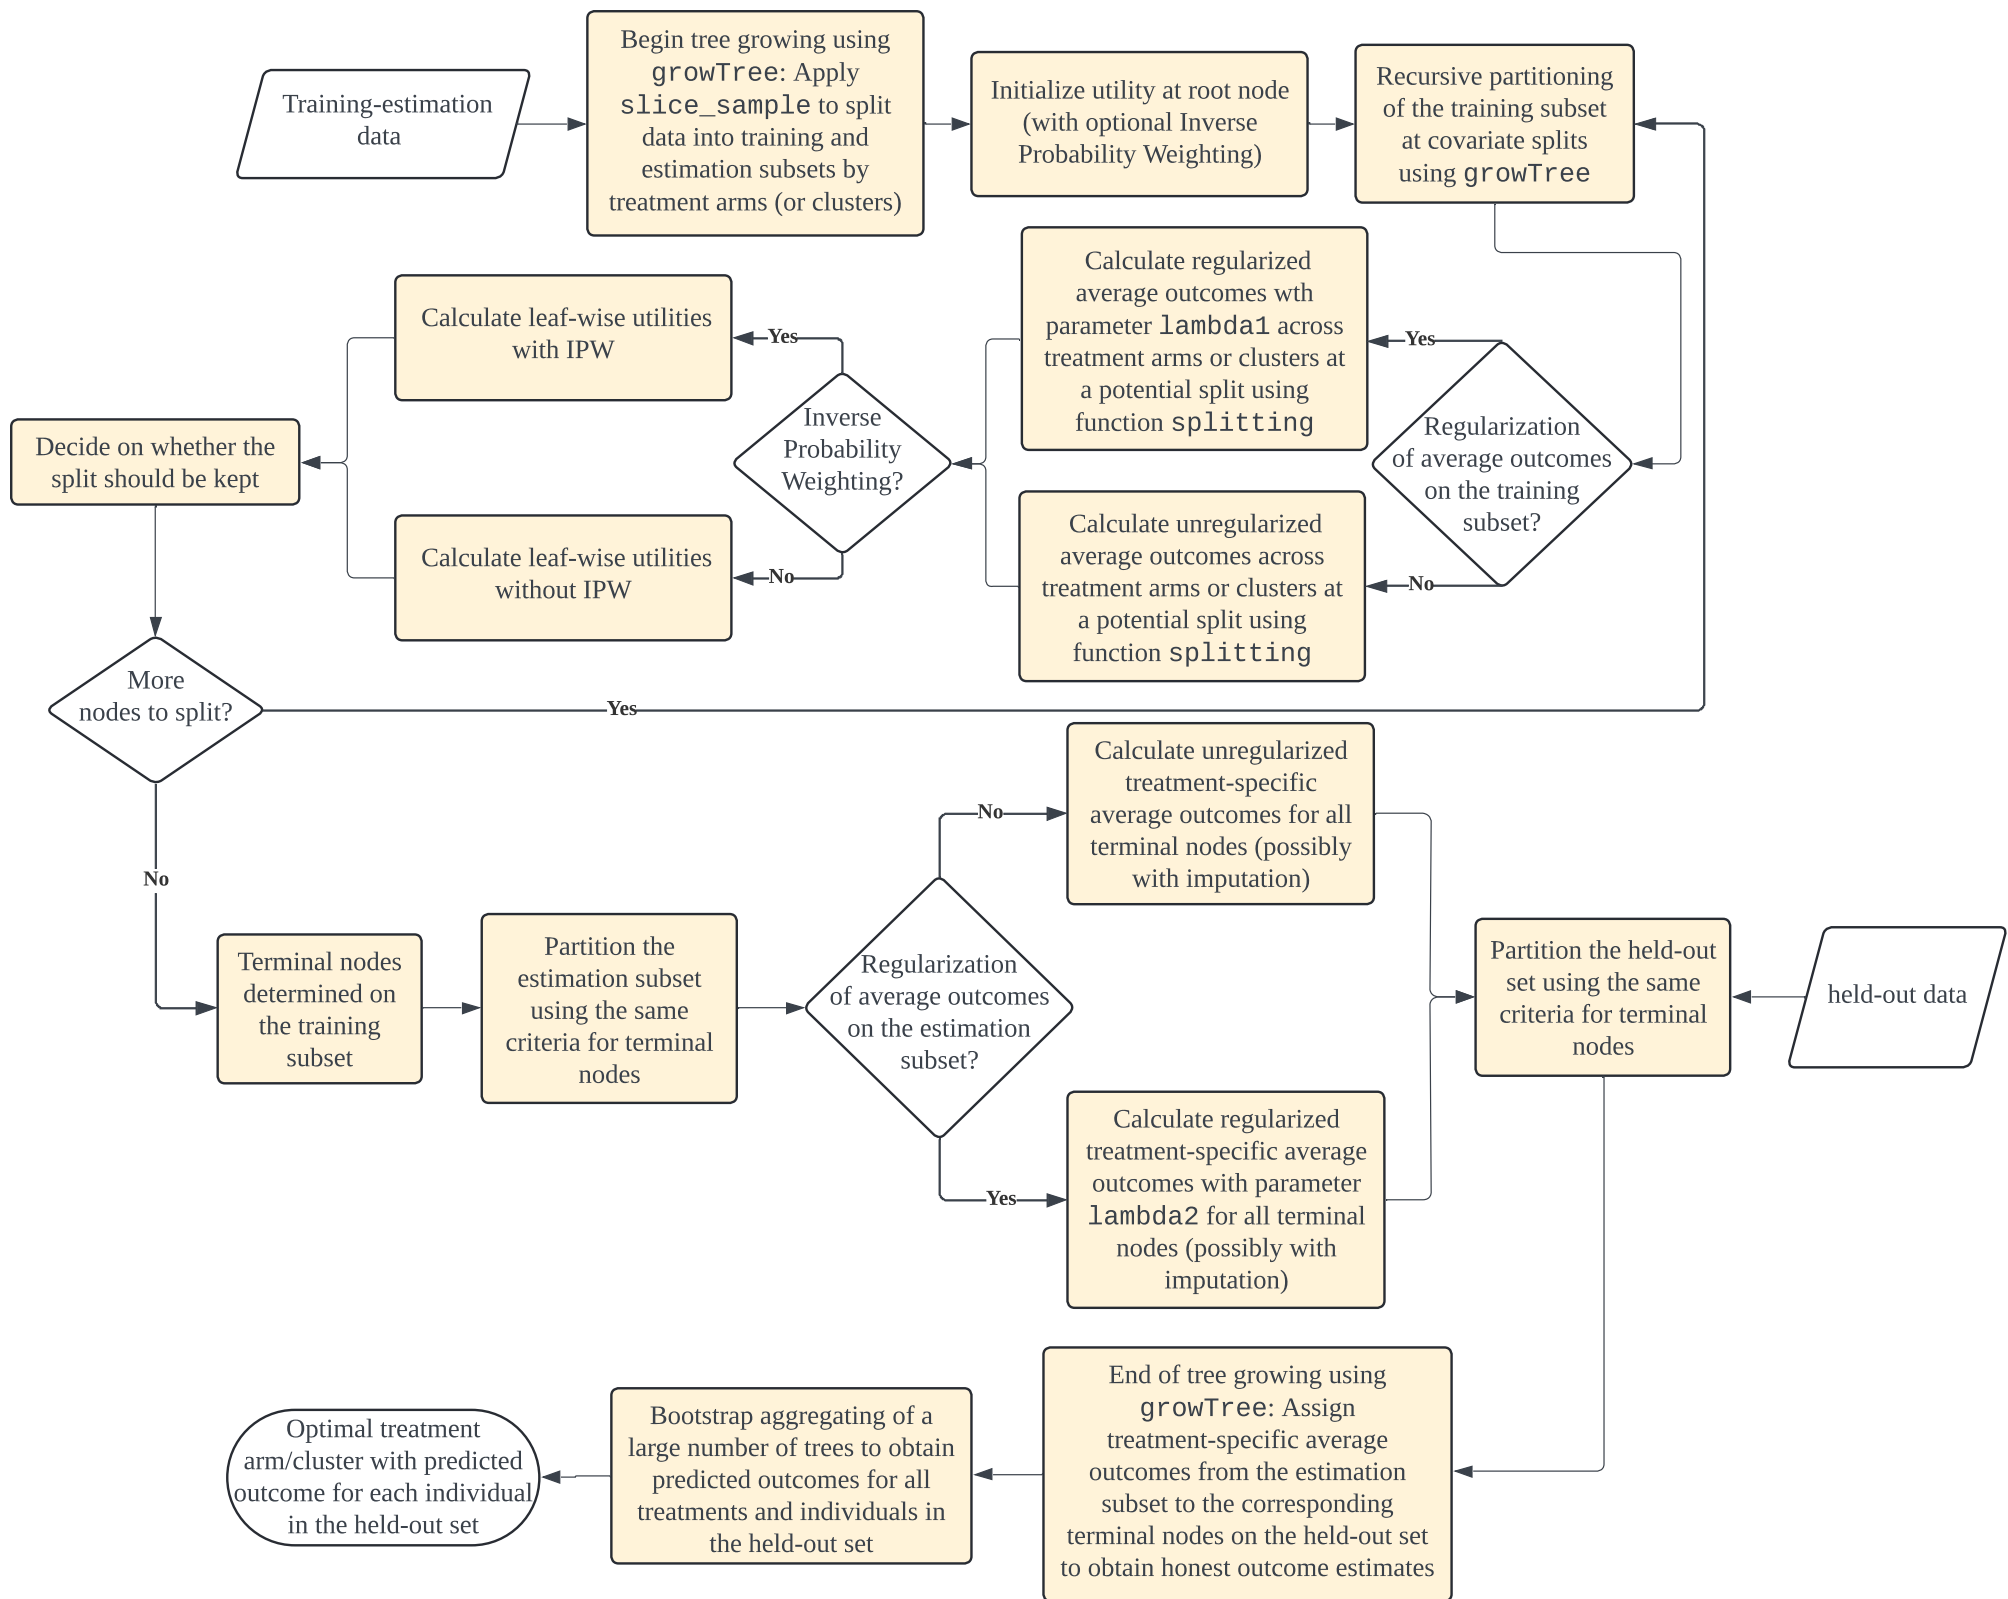 Training-estimation
data
Begin tree growing using
growTree: Apply
slice_sample to split
data into training and
estimation subsets by
treatment arms (or clusters)
Initialize utility at root node
(with optional Inverse
Probability Weighting)
Recursive partitioning
of the training subset
at covariate splits
using growTree
Regularization
of average outcomes
on the training
subset?
Yes
Calculate regularized
average outcomes wth
parameter lambda1 across
treatment arms or clusters at
a potential split using
function splitting
No
Calculate unregularized
average outcomes across
treatment arms or clusters at
a potential split using
function splitting
Inverse
Probability
Weighting?
Yes
Calculate leaf-wise utilities
with IPW
No
Calculate leaf-wise utilities
without IPW
Decide on whether the
split should be kept
More
nodes to split?
Yes
No
Terminal nodes
determined on
the training
subset
Partition the
estimation subset
using the same
criteria for terminal
nodes
Regularization
of average outcomes
on the estimation
subset?
No
Calculate unregularized
treatment-specific
average outcomes for all
terminal nodes (possibly
with imputation)
Yes
Calculate regularized
treatment-specific average
outcomes with parameter
lambda2 for all terminal
nodes (possibly with
imputation)
Partition the held-out
set using the same
criteria for terminal
nodes
held-out data
End of tree growing using
growTree: Assign
treatment-specific average
outcomes from the estimation
subset to the corresponding
terminal nodes on the held-out set
to obtain honest outcome estimates
Bootstrap aggregating of a
large number of trees to obtain
predicted outcomes for all
treatments and individuals in
the held-out set
Optimal treatment
arm/cluster with predicted
outcome for each individual
in the held-out set